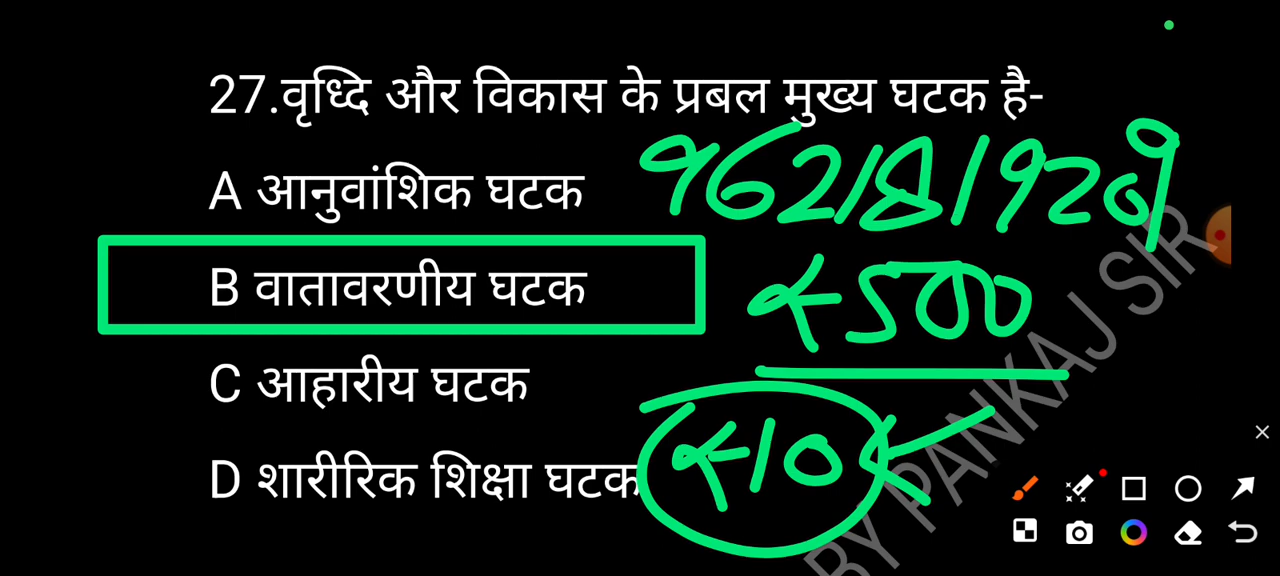 27.वृध्दि और विकास के प्रबल मुख्य घटक है-
A आनुवांशिक घटक
9621819209
B वातावरणीय घटक
₹500
C आहारीय घटक
₹10
D शारीरिक शिक्षा घटक
BY PANKAJ SIR